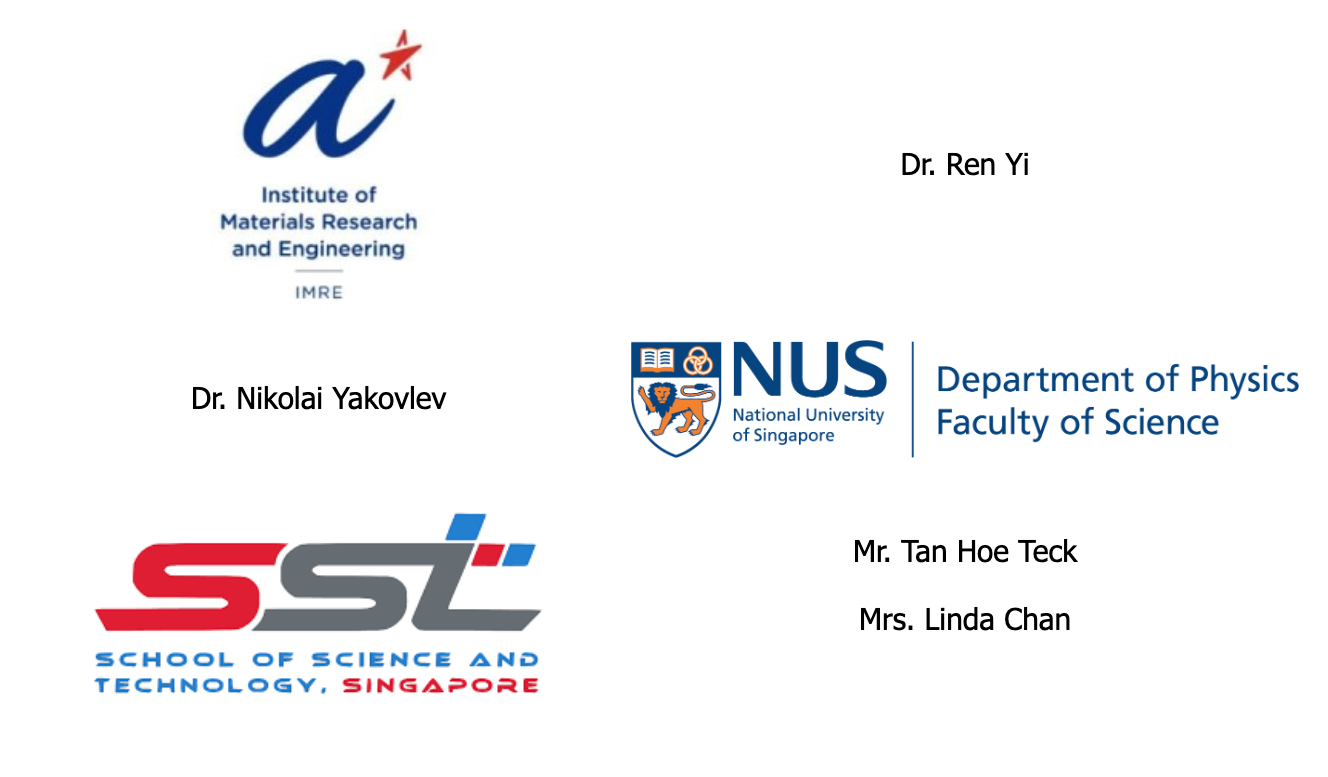 a
Institute of
Materials Research
and Engineering
IMRE
Dr. Ren Yi
Dr. Nikolai Yakovlev
NUS
National University
of Singapore
Department of Physics
Faculty of Science
SST
SCHOOL OF SCIENCE AND
TECHNOLOGY, SINGAPORE
Mr. Tan Hoe Teck
Mrs. Linda Chan